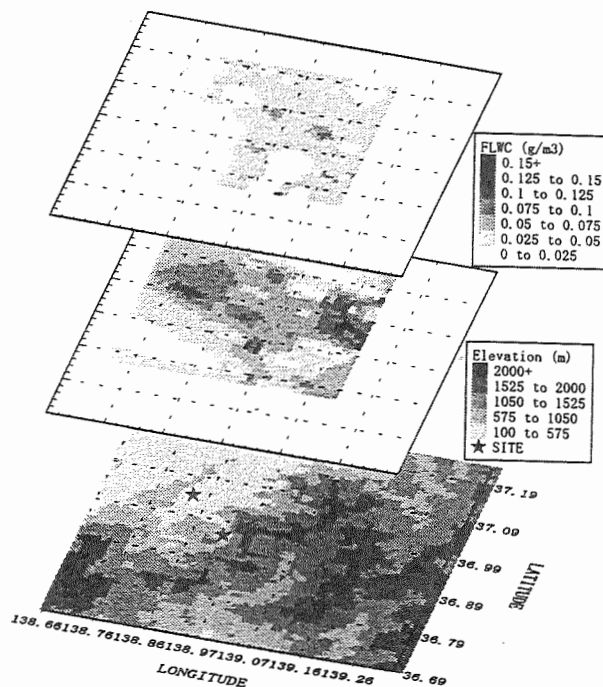 FLWC (g/m3)
0.15+
0.125 to 0.15
0.1 to 0.125
0.075 to 0.1
0.05 to 0.075
0.025 to 0.05
0 to 0.025
Elevation (m)
2000+
1525 to 2000
1050 to 1525
575 to 1050
100 to 575
★ SITE
37.19
37.09
36.99
36.89
36.79
36.69
LATITUDE
138.66138.76138.86138.97139.07139.16139.26
LONGITUDE